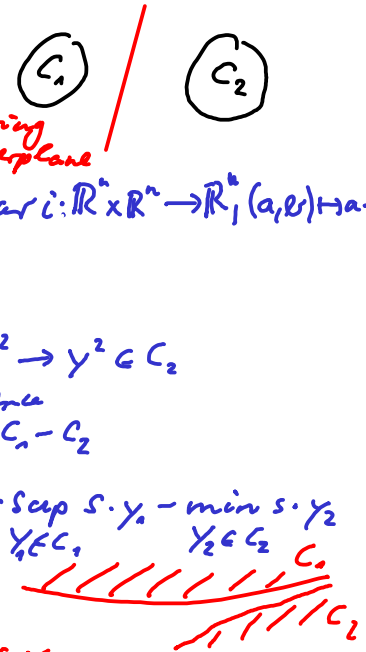 C₁ C₂
ing
erplane
i: ℝⁿ × ℝⁿ → ℝⁿ, (a,b) ↦ a
² → y² ∈ C₂
C₁ - C₂
sup s·y₁ - min s·y₂
y₁∈C₁ y₂∈C₂
C₁
C₂